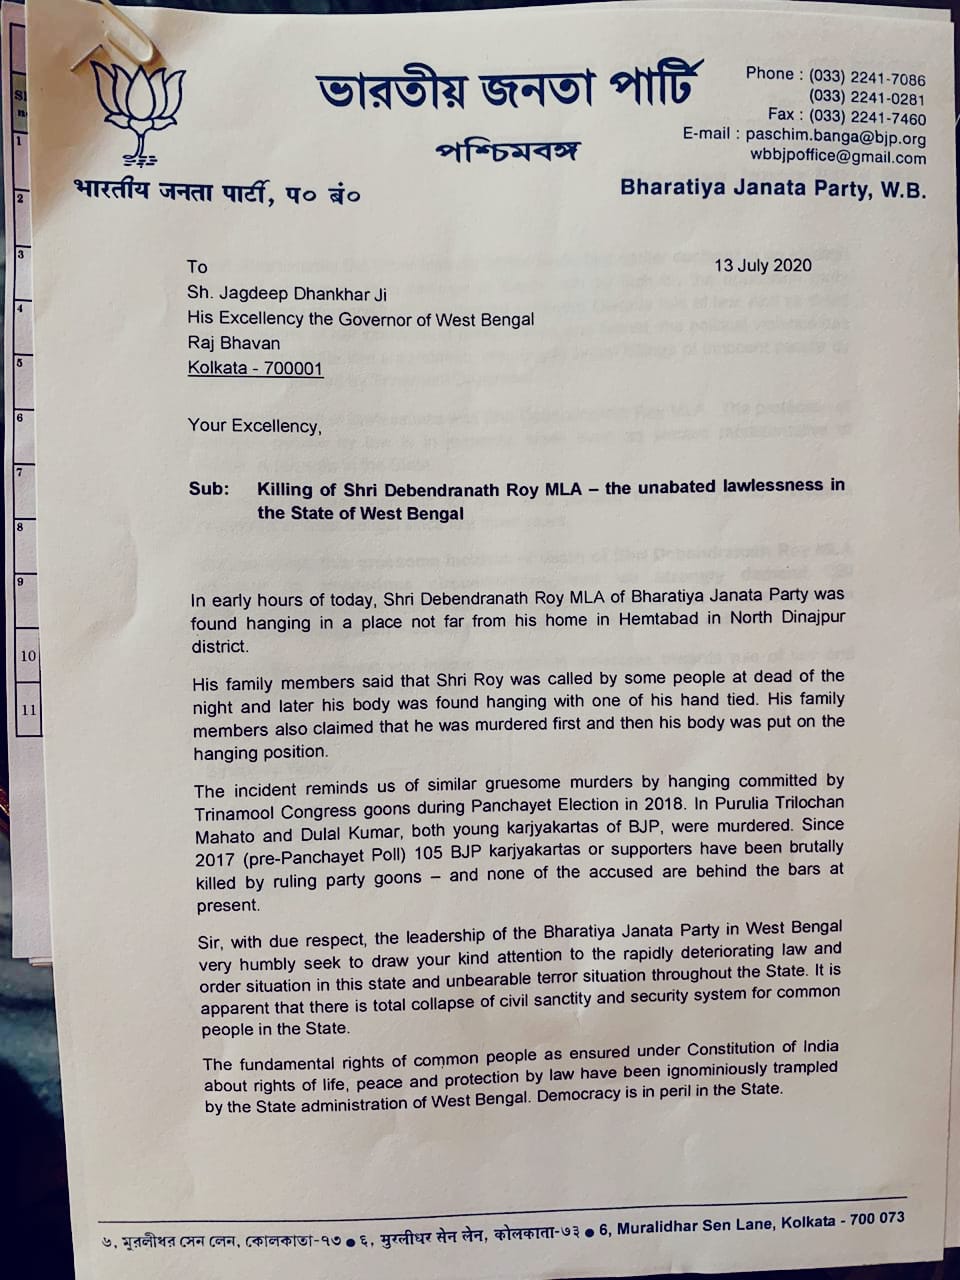 ভারতীয় জনতা পার্টি
পশ্চিমবঙ্গ
भारतीय जनता पार्टी, प० बं०
Phone : (033) 2241-7086
(033) 2241-0281
Fax : (033) 2241-7460
E-mail : paschim.banga@bjp.org
wbbjpoffice@gmail.com
Bharatiya Janata Party, W.B.
To
13 July 2020
Sh. Jagdeep Dhankhar Ji
His Excellency the Governor of West Bengal
Raj Bhavan
Kolkata - 700001
Your Excellency,
Sub: Killing of Shri Debendranath Roy MLA – the unabated lawlessness in
the State of West Bengal
In early hours of today, Shri Debendranath Roy MLA of Bharatiya Janata Party was
found hanging in a place not far from his home in Hemtabad in North Dinajpur
district.
His family members said that Shri Roy was called by some people at dead of the
night and later his body was found hanging with one of his hand tied. His family
members also claimed that he was murdered first and then his body was put on the
hanging position.
The incident reminds us of similar gruesome murders by hanging committed by
Trinamool Congress goons during Panchayet Election in 2018. In Purulia Trilochan
Mahato and Dulal Kumar, both young karjyakartas of BJP, were murdered. Since
2017 (pre-Panchayet Poll) 105 BJP karjyakartas or supporters have been brutally
killed by ruling party goons – and none of the accused are behind the bars at
present.
Sir, with due respect, the leadership of the Bharatiya Janata Party in West Bengal
very humbly seek to draw your kind attention to the rapidly deteriorating law and
order situation in this state and unbearable terror situation throughout the State. It is
apparent that there is total collapse of civil sanctity and security system for common
people in the State.
The fundamental rights of common people as ensured under Constitution of India
about rights of life, peace and protection by law have been ignominiously trampled
by the State administration of West Bengal. Democracy is in peril in the State.
৬, মুরলীধর সেন লেন, কোলকাতা-৭৩ ● ६, मुरलीधर सेन लेन, कोलकाता-७३ ● 6, Muralidhar Sen Lane, Kolkata - 700 073
1
2
3
4
5
6
7
8
9
10
11